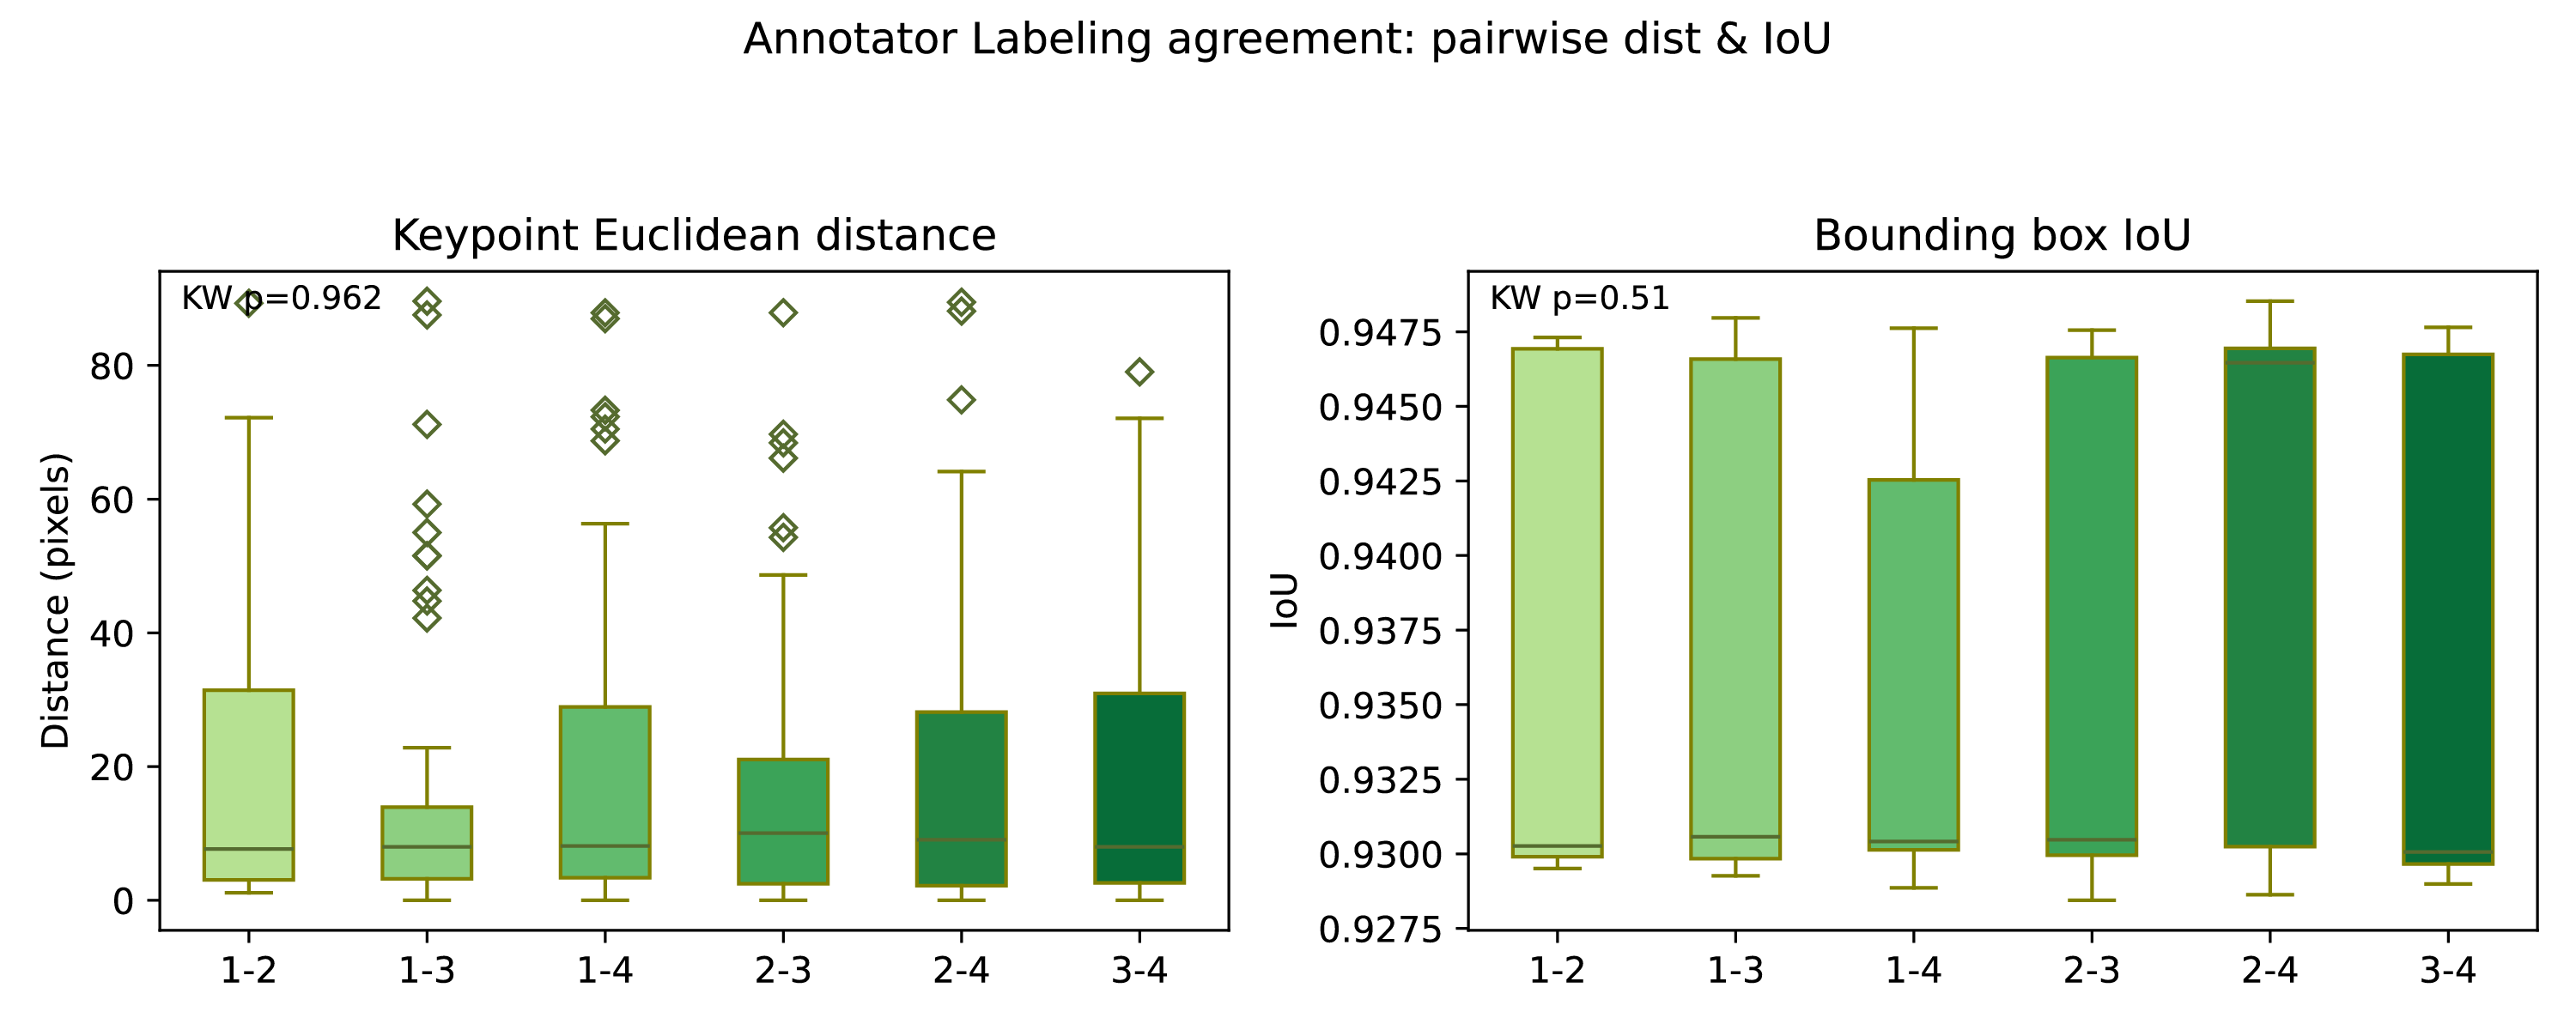 Annotator Labeling agreement: pairwise dist & IoU
Keypoint Euclidean distance
KW p=0.962
Distance (pixels)
80
60
40
20
0
1-2 1-3 1-4 2-3 2-4 3-4
Bounding box IoU
KW p=0.51
IoU
0.9475
0.9450
0.9425
0.9400
0.9375
0.9350
0.9325
0.9300
0.9275
1-2 1-3 1-4 2-3 2-4 3-4